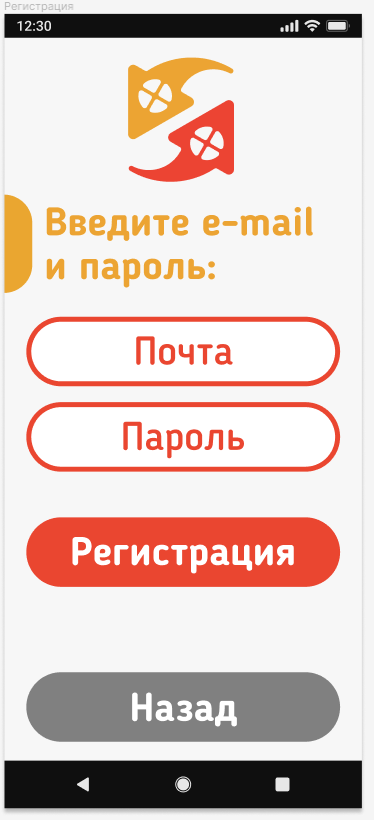 Регистрация
12:30
Введите e-mail
и пароль:
Почта
Пароль
Регистрация
Назад